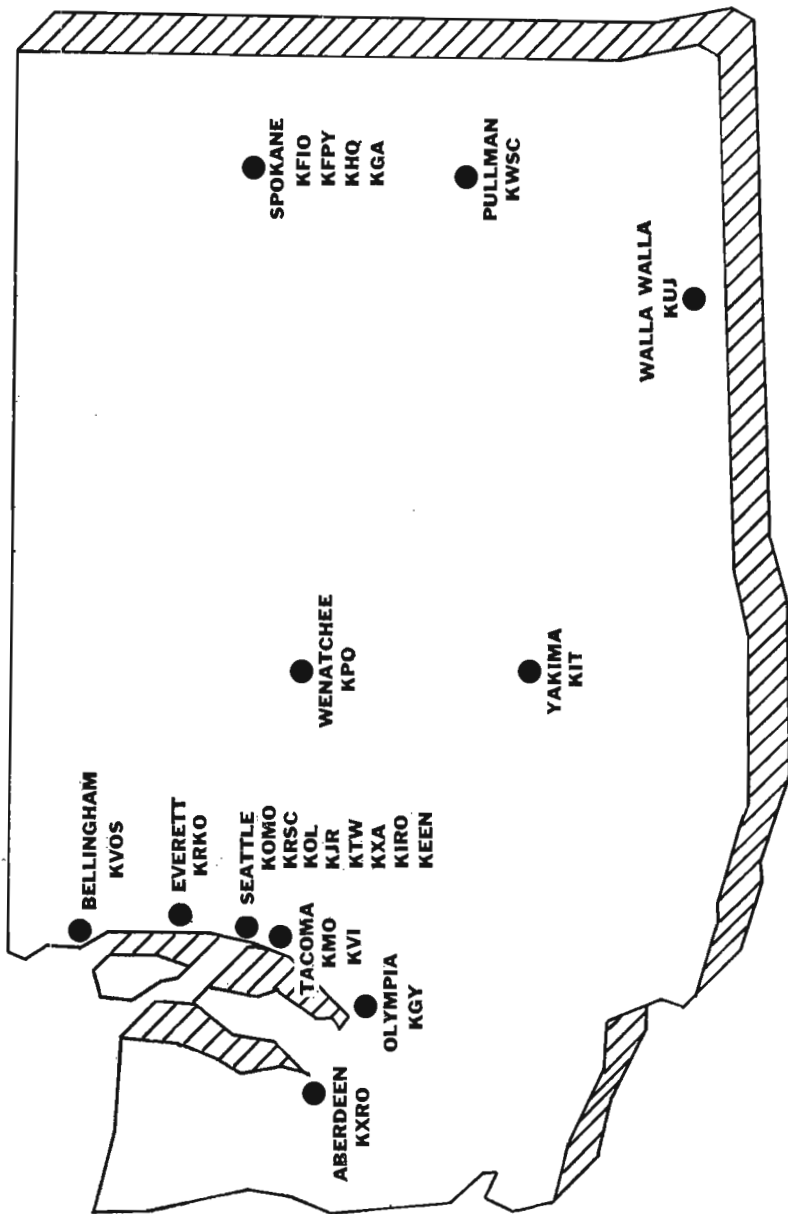 BELLINGHAM
KVOS
EVERETT
KRKO
SEATTLE
KOMO
KRSC
KOL
KJR
KTW
KXA
KIRO
KEEN
TACOMA
KMO
KVI
OLYMPIA
KGY
ABERDEEN
KXRO
WENATCHEE
KPQ
YAKIMA
KIT
SPOKANE
KFIO
KFPY
KHQ
KGA
PULLMAN
KWSC
WALLA WALLA
KUJ